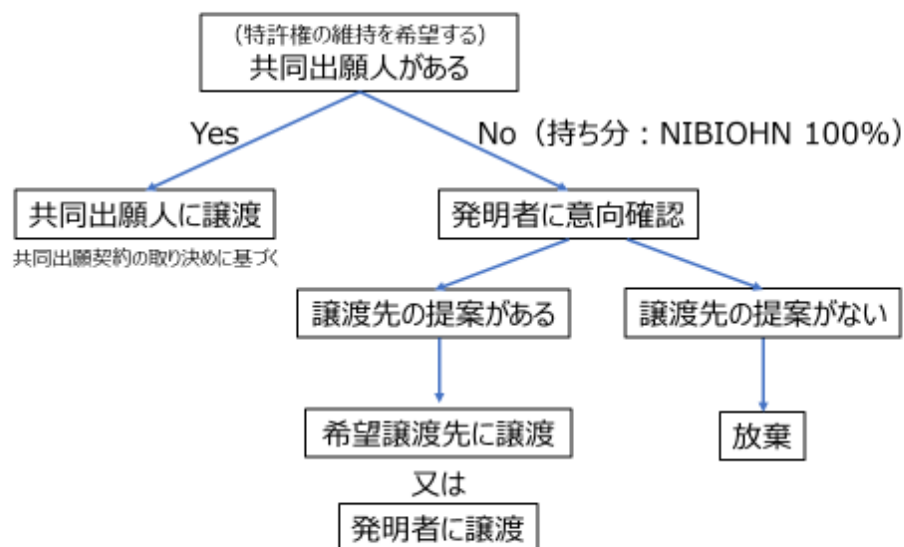 （特許権の維持を希望する）
共同出願人がある
Yes
No（持ち分：NIBIOHN 100%）
共同出願人に譲渡
共同出願契約の取り決めに基づく
発明者に意向確認
譲渡先の提案がある
譲渡先の提案がない
希望譲渡先に譲渡
放棄
又は
発明者に譲渡